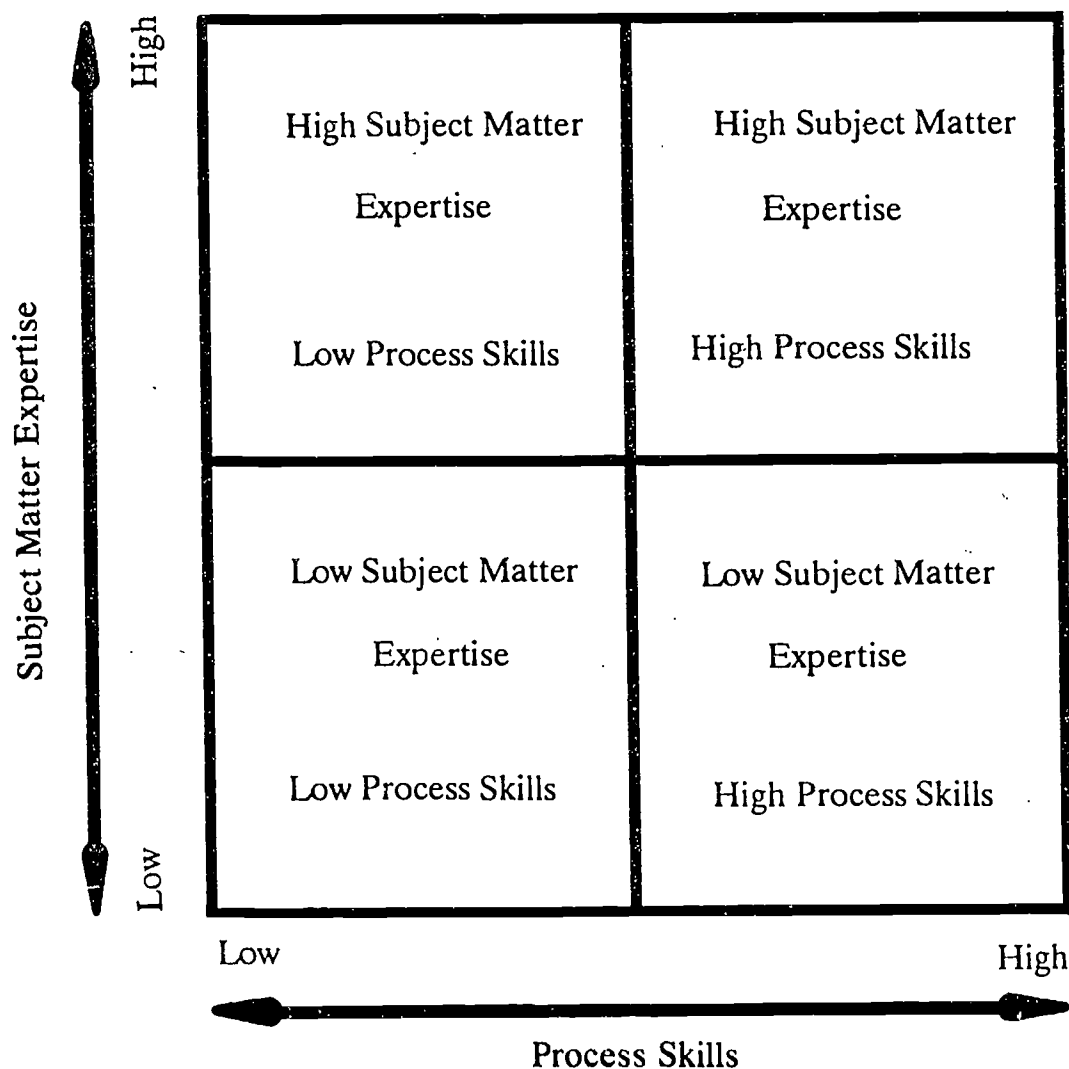 High
High Subject Matter
Expertise
Low Process Skills
High Subject Matter
Expertise
High Process Skills
Subject Matter Expertise
Low Subject Matter
Expertise
Low Process Skills
Low Subject Matter
Expertise
High Process Skills
Low
Low
High
Process Skills